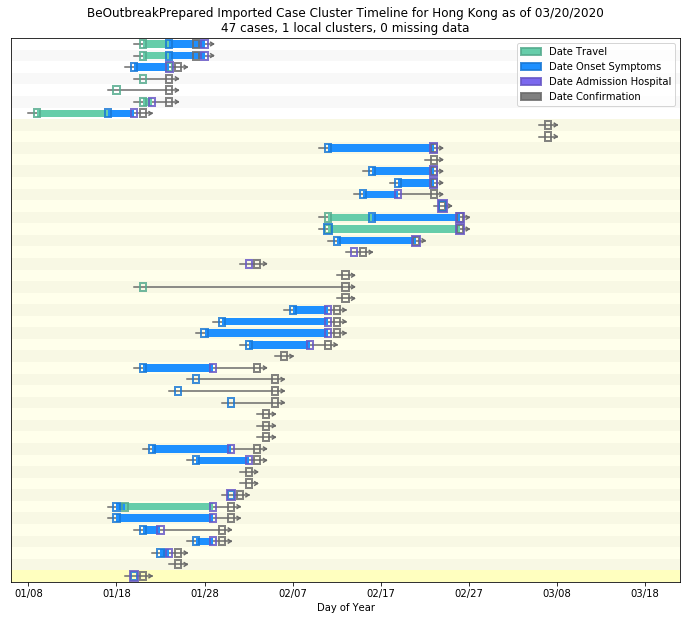 BeOutbreakPrepared Imported Case Cluster Timeline for Hong Kong as of 03/20/2020
47 cases, 1 local clusters, 0 missing data
Date Travel
Date Onset Symptoms
Date Admission Hospital
Date Confirmation
01/08 01/18 01/28 02/07 02/17 02/27 03/08 03/18
Day of Year